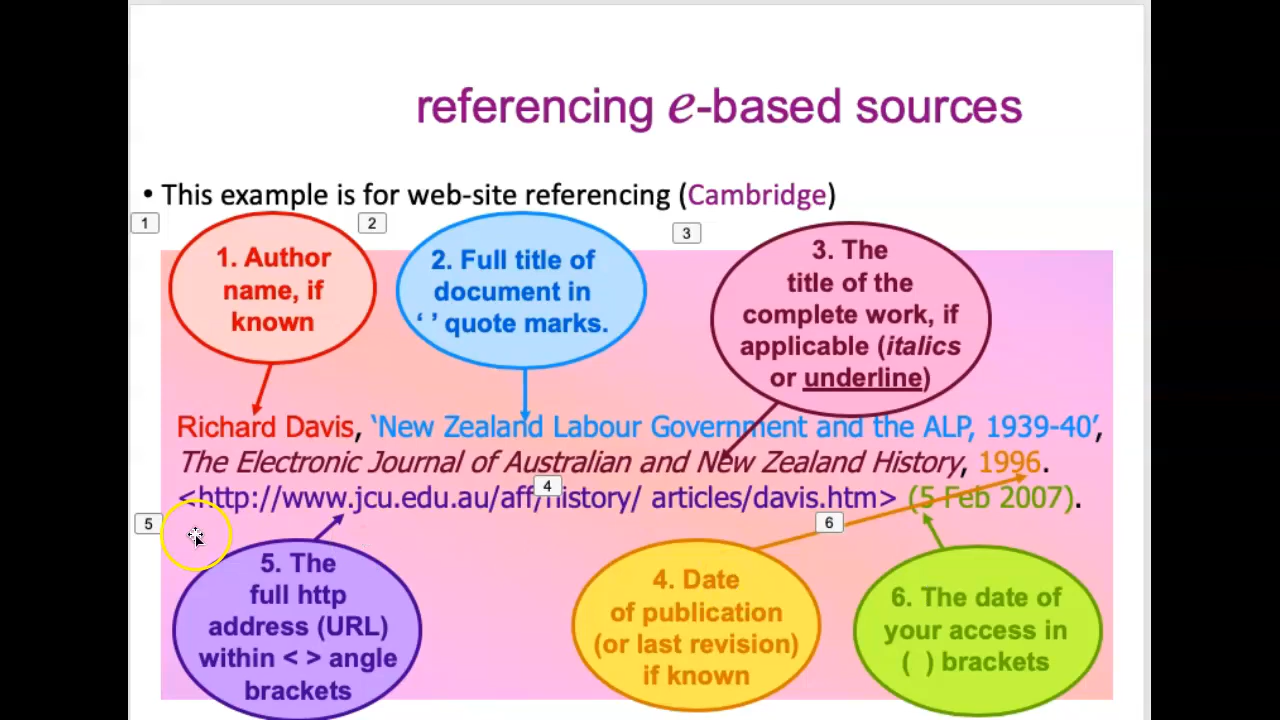 referencing e-based sources
• This example is for web-site referencing (Cambridge)
1
2
3
1. Author
name, if
known
2. Full title of
document in
‘ ’ quote marks.
3. The
title of the
complete work, if
applicable (italics
or underline)
Richard Davis, ‘New Zealand Labour Government and the ALP, 1939-40’,
The Electronic Journal of Australian and New Zealand History, 1996.
<http://www.jcu.edu.au/aff/history/ articles/davis.htm> (5 Feb 2007).
4
5
6
5. The
full http
address (URL)
within < > angle
brackets
4. Date
of publication
(or last revision)
if known
6. The date of
your access in
( ) brackets